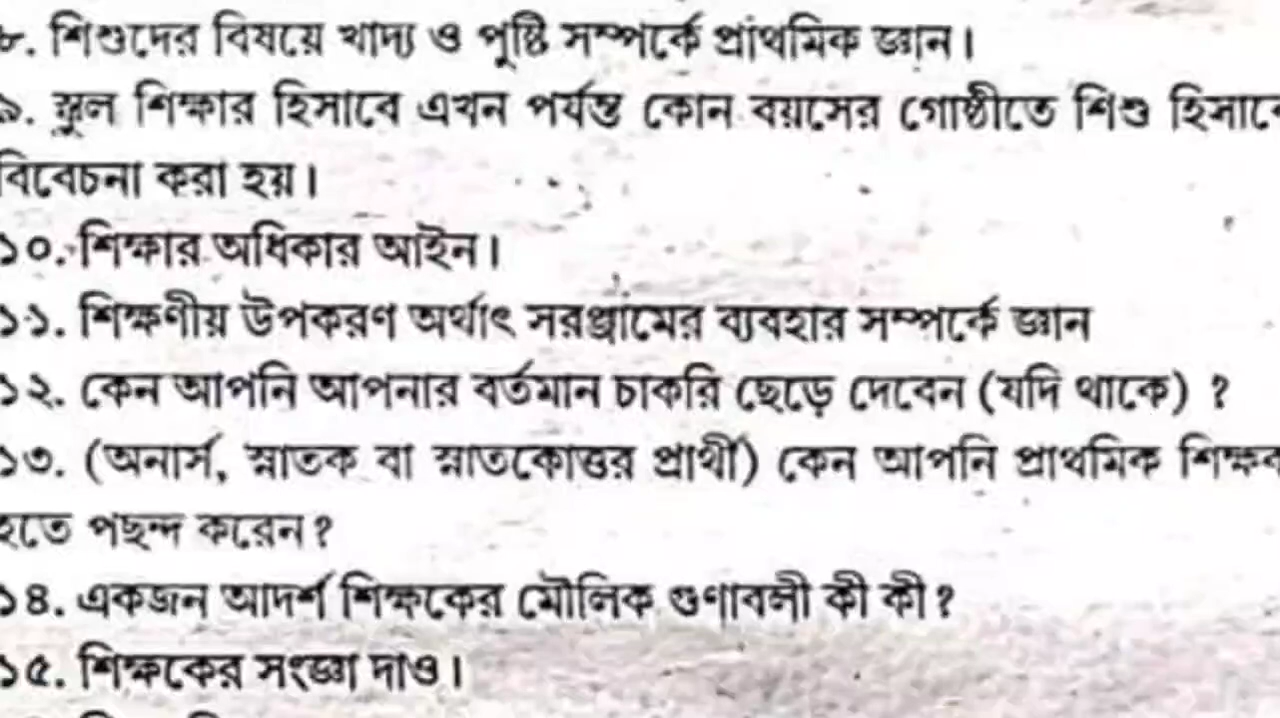 ৮. শিশুদের বিষয়ে খাদ্য ও পুষ্টি সম্পর্কে প্রাথমিক জ্ঞান।
৯. স্কুল শিক্ষার হিসাবে এখন পর্যন্ত কোন বয়সের গোষ্ঠীতে শিশু হিসাবে
বিবেচনা করা হয়।
১০. শিক্ষার অধিকার আইন।
১১. শিক্ষণীয় উপকরণ অর্থাৎ সরঞ্জামের ব্যবহার সম্পর্কে জ্ঞান
১২. কেন আপনি আপনার বর্তমান চাকরি ছেড়ে দেবেন (যদি থাকে) ?
১৩. (অনার্স, স্নাতক বা স্নাতকোত্তর প্রার্থী) কেন আপনি প্রাথমিক শিক্ষক
হতে পছন্দ করেন?
১৪. একজন আদর্শ শিক্ষকের মৌলিক গুণাবলী কী কী?
১৫. শিক্ষকের সংজ্ঞা দাও।